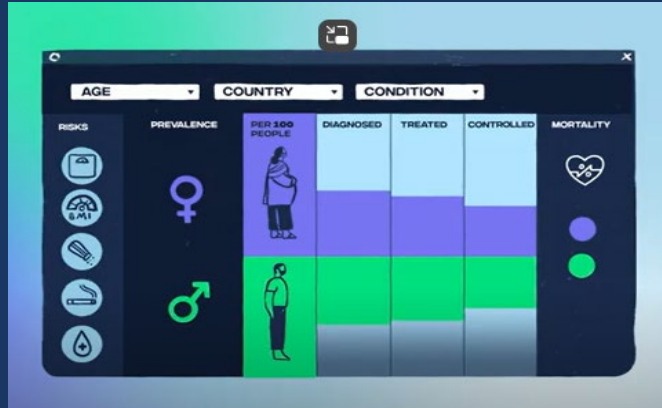 AGE
COUNTRY
CONDITION
RISKS
PREVALENCE
PER 100
PEOPLE
DIAGNOSED
TREATED
CONTROLLED
MORTALITY
BMI